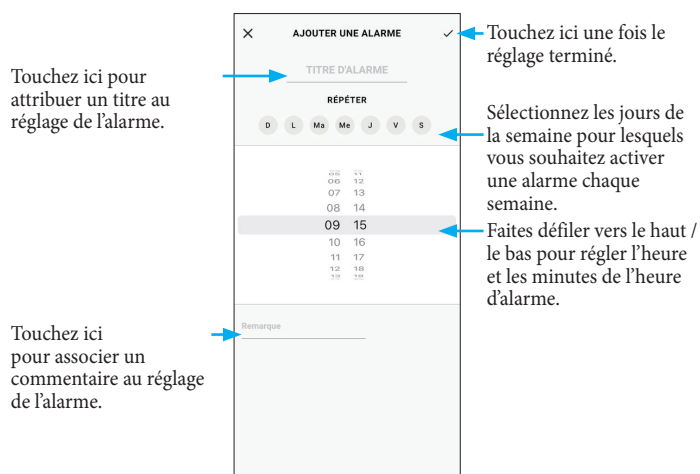 AJOUTER UNE ALARME
Touchez ici une fois le
réglage terminé.
TITRE D'ALARME
Touchez ici pour
attribuer un titre au
réglage de l'alarme.
RÉPÉTER
D L Ma Me J V S
Sélectionnez les jours de
la semaine pour lesquels
vous souhaitez activer
une alarme chaque
semaine.
06 12
07 13
08 14
09 15
10 16
11 17
12 18
13 19
Faites défiler vers le haut /
le bas pour régler l'heure
et les minutes de l'heure
d'alarme.
Remarque
Touchez ici
pour associer un
commentaire au réglage
de l'alarme.